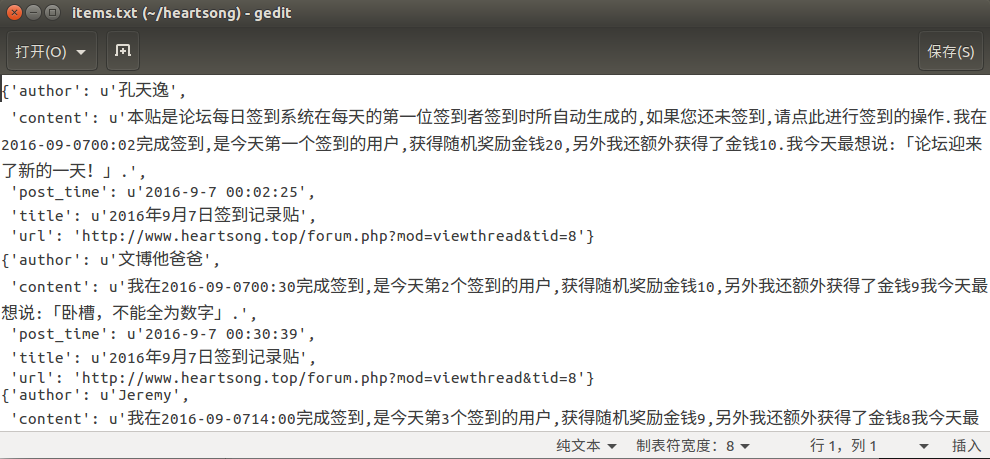 items.txt (~/heartsong) - gedit
打开(O)
保存(S)
{'author': u'孔天逸',
'content': u'本贴是论坛每日签到系统在每天的第一位签到者签到时所自动生成的,如果您还未签到,请点此进行签到的操作.我在
2016-09-0700:02完成签到,是今天第一个签到的用户,获得随机奖励金钱20,另外我还额外获得了金钱10.我今天最想说:「论坛迎来
了新的一天！」.',
'post_time': u'2016-9-7 00:02:25',
'title': u'2016年9月7日签到记录贴',
'url': 'http://www.heartsong.top/forum.php?mod=viewthread&tid=8'}
{'author': u'文博他爸爸',
'content': u'我在2016-09-0700:30完成签到,是今天第2个签到的用户,获得随机奖励金钱10,另外我还额外获得了金钱9我今天最
想说:「卧槽，不能全为数字」.',
'post_time': u'2016-9-7 00:30:39',
'title': u'2016年9月7日签到记录贴',
'url': 'http://www.heartsong.top/forum.php?mod=viewthread&tid=8'}
{'author': u'Jeremy',
'content': u'我在2016-09-0714:00完成签到,是今天第3个签到的用户,获得随机奖励金钱9,另外我还额外获得了金钱8我今天最
纯文本 制表符宽度：8 行 1，列 1 插入